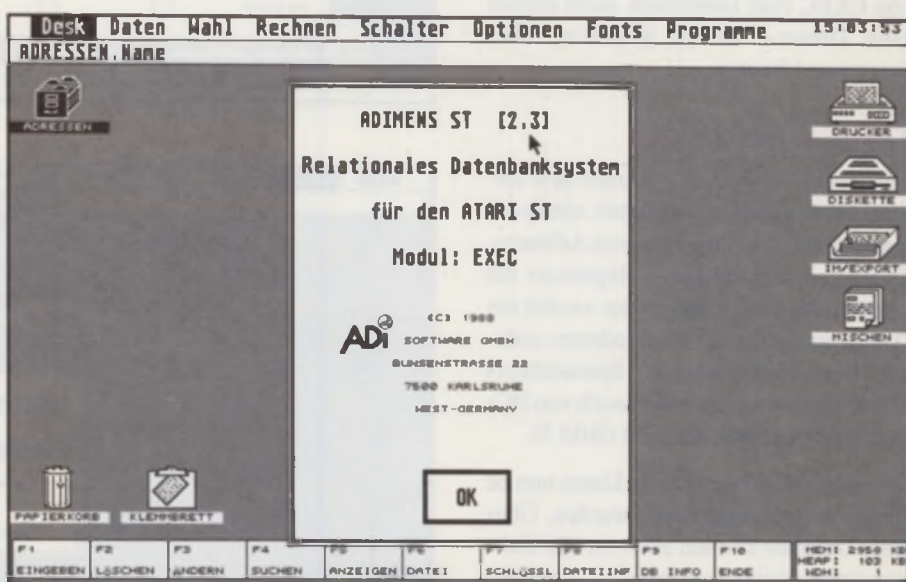 Desk Daten Wahl Rechnen Schalter Optionen Fonts Programme 15:03:53
ADRESSEN.Name
ADRESSEN
ADIMENS ST [2.3]
Relationales Datenbanksystem
für den ATARI ST
Modul: EXEC
(C) 1988
ADi SOFTWARE GMBH
BUNSENSTRASSE 22
7500 KARLSRUHE
WEST-GERMANY
OK
DRUCKER
DISKETTE
IM/EXPORT
MISCHEN
PAPIERKORB KLEMMBRETT
F1 F2 F3 F4 F5 F6 F7 F8 F9 F10
EINGEBEN LöSCHEN äNDERN SUCHEN ANZEIGEN DATEI SCHLüSSL DATEIINF DB INFO ENDE
MEM: 2950 KB
HEAP: 103 KB
WDH: 1